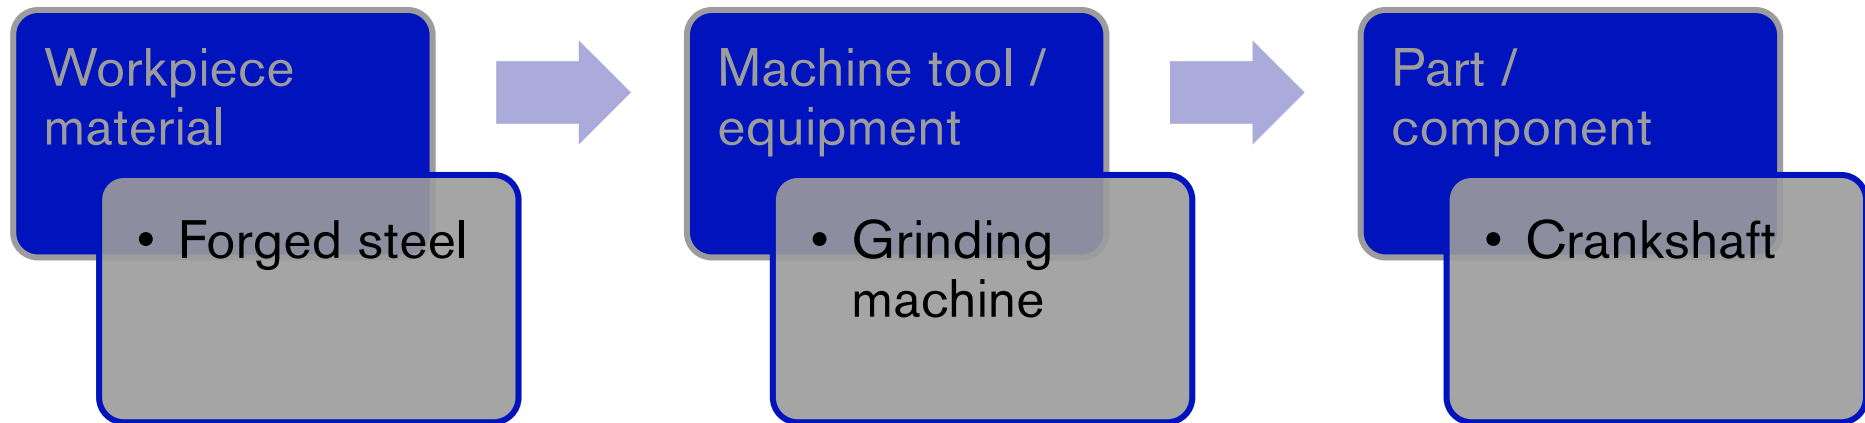 Workpiece
material
• Forged steel
Machine tool /
equipment
• Grinding
machine
Part /
component
• Crankshaft